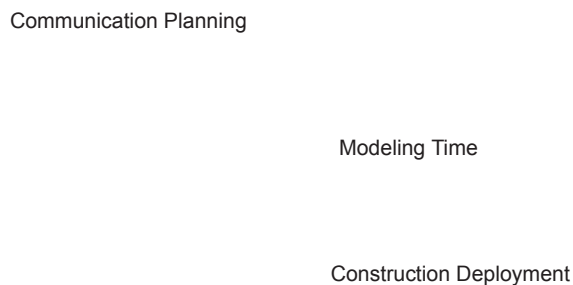 Communication Planning
Modeling Time
Construction Deployment